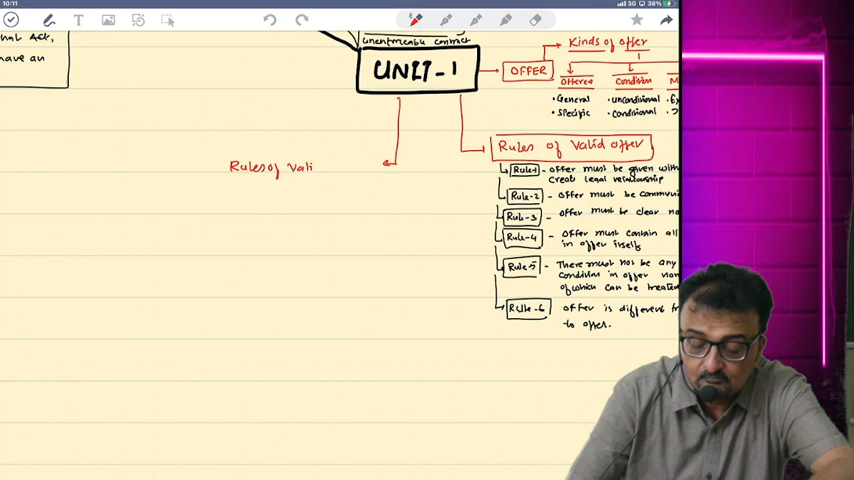 10:11
3G 36%
nal Act,
have an
unenforceable contract
UNIT-1
OFFER
Kinds of offer
Offeree
Condition
• General
• Specific
• unconditional
• conditional
Rules of valid offer
Rule-1 - offer must be given with
create legal relationship
Rule-2 - offer must be communi
Rule-3 - offer must be clear no
Rule-4 - offer must contain all
in offer itself
Rule-5 - There must not be any
condition in offer non
of which can be treated
Rule-6 offer is different
to offer.
Rules of Vali